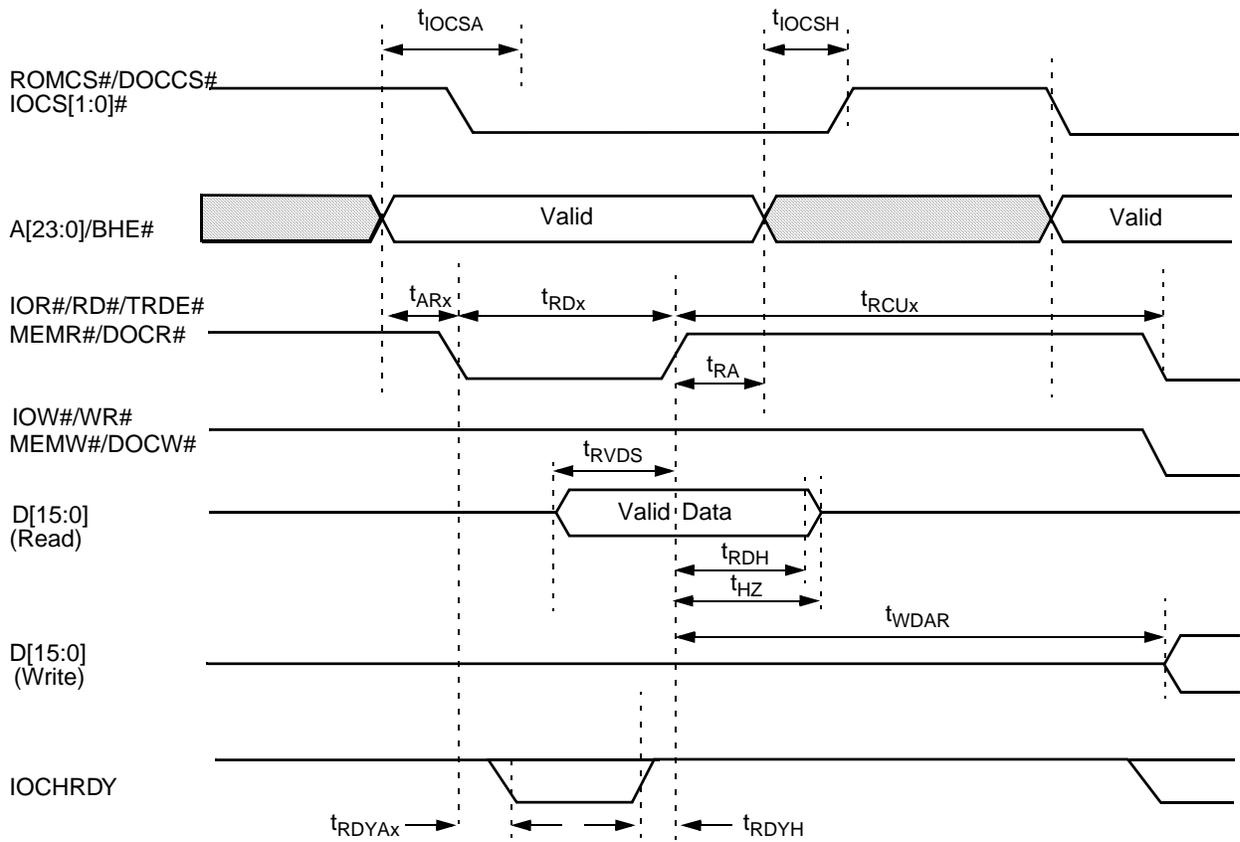 tIOCSA
tIOCSH
ROMCS#/DOCCS#
IOCS[1:0]#
A[23:0]/BHE#
Valid
Valid
IOR#/RD#/TRDE#
MEMR#/DOCR#
tARx
tRDx
tRCUx
tRA
IOW#/WR#
MEMW#/DOCW#
tRVDS
D[15:0]
(Read)
Valid Data
tRDH
tHZ
tWDAR
D[15:0]
(Write)
IOCHRDY
tRDYAx
tRDYH